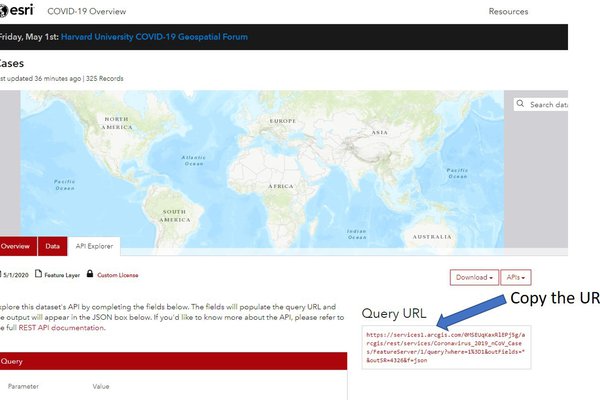 esri COVID-19 Overview Resources
Friday, May 1st: Harvard University COVID-19 Geospatial Forum
Cases
st updated 36 minutes ago | 325 Records
Search data
NORTH AMERICA
EUROPE
ASIA
Atlantic Ocean
Pacific Ocean
Pacific Ocean
AFRICA
SOUTH AMERICA
Indian Ocean
AUSTRALIA
Overview Data API Explorer
5/1/2020 Feature Layer Custom License
Download APIs
Copy the UR
xplore this dataset's API by completing the fields below. The fields will populate the query URL and
e output will appear in the JSON box below. If you'd like to know more about the API, please refer to
e full REST API documentation.
Query URL
https://services1.arcgis.com/0MSEUqKaxRlEPj5g/a
rcgis/rest/services/Coronavirus_2019_nCoV_Case
s/FeatureServer/1/query?where=1%3D1&outFields=*
&outSR=4326&f=json
Query
Parameter Value